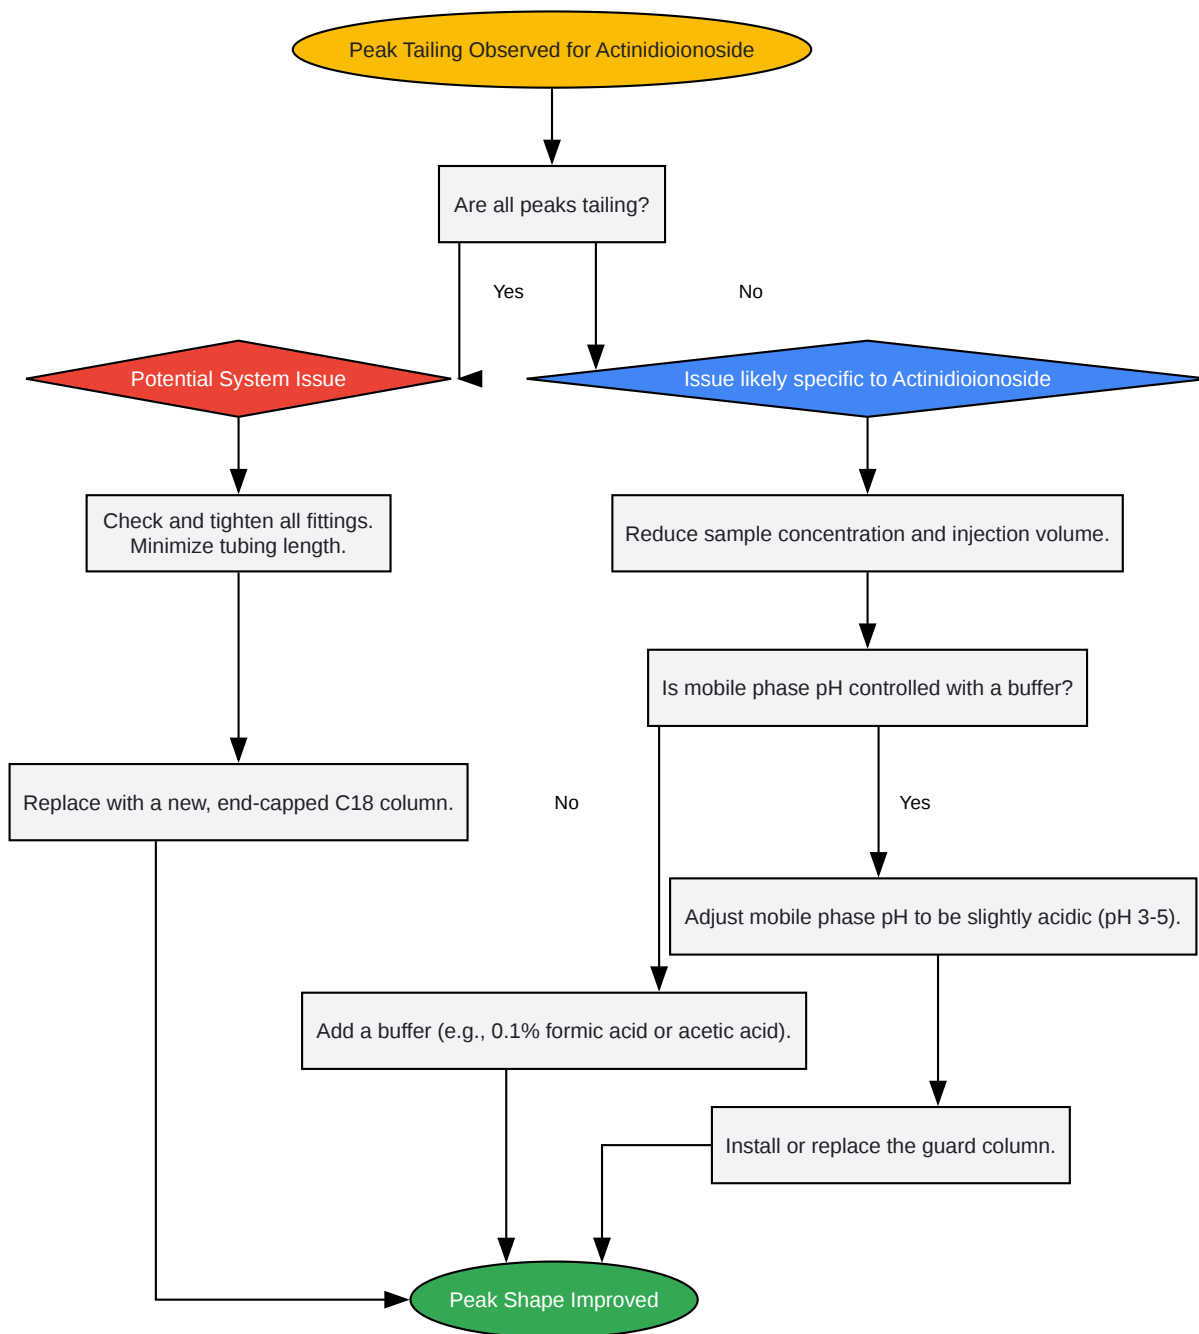 Peak Tailing Observed for Actinidioionoside
Are all peaks tailing?
Yes
No
Potential System Issue
Issue likely specific to Actinidioionoside
Check and tighten all fittings.
Minimize tubing length.
Reduce sample concentration and injection volume.
Is mobile phase pH controlled with a buffer?
Replace with a new, end-capped C18 column.
No
Yes
Adjust mobile phase pH to be slightly acidic (pH 3-5).
Add a buffer (e.g., 0.1% formic acid or acetic acid).
Install or replace the guard column.
Peak Shape Improved